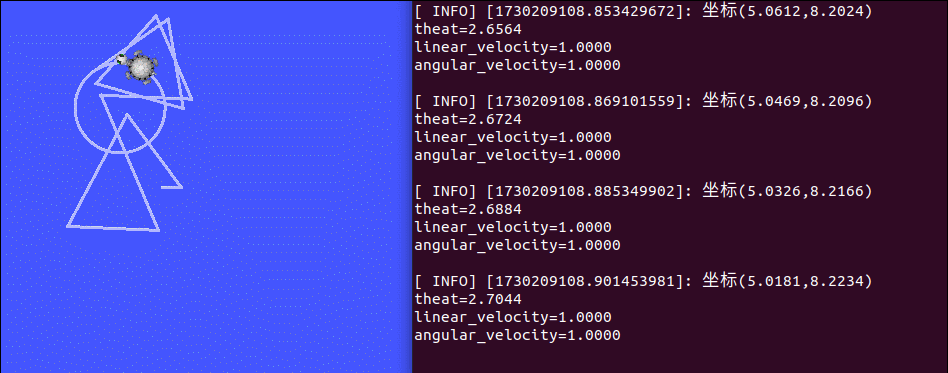 [ INFO] [1730209108.853429672]: 坐标(5.0612,8.2024)
theat=2.6564
linear_velocity=1.0000
angular_velocity=1.0000
[ INFO] [1730209108.869101559]: 坐标(5.0469,8.2096)
theat=2.6724
linear_velocity=1.0000
angular_velocity=1.0000
[ INFO] [1730209108.885349902]: 坐标(5.0326,8.2166)
theat=2.6884
linear_velocity=1.0000
angular_velocity=1.0000
[ INFO] [1730209108.901453981]: 坐标(5.0181,8.2234)
theat=2.7044
linear_velocity=1.0000
angular_velocity=1.0000